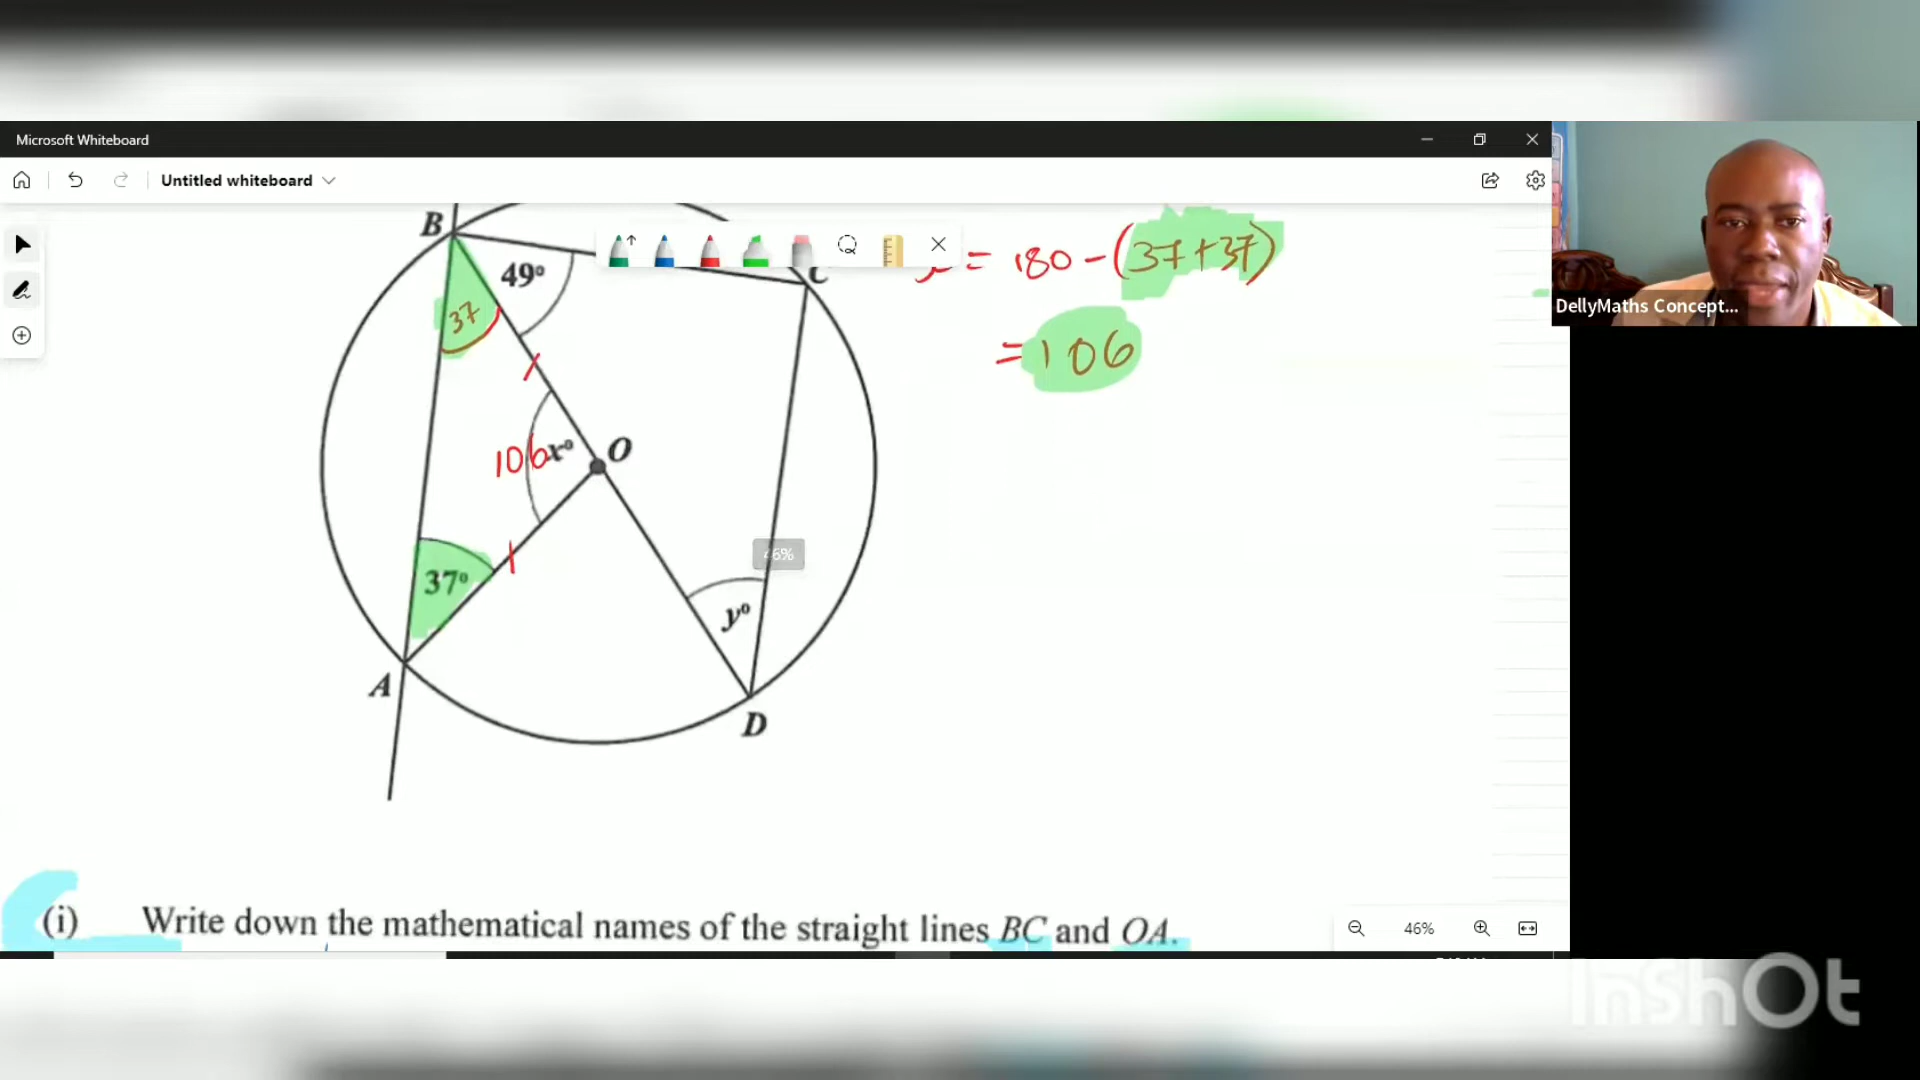 Microsoft Whiteboard
Untitled whiteboard
DellyMaths Concept...
B
49°
C
= 180 - (37+37)
= 106
37
106
x°
O
37°
46%
y°
A
D
(i) Write down the mathematical names of the straight lines BC and OA.
46%
InShOt